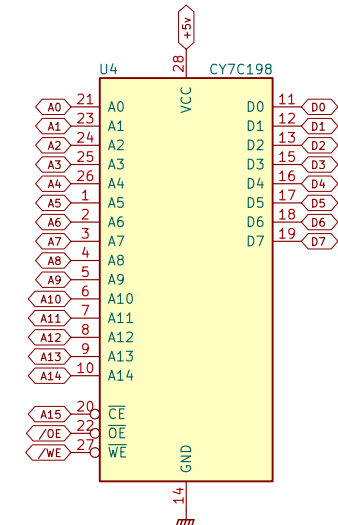 +5v
28
U4 CY7C198
VCC
A0 21 A0 D0 11 D0
A1 23 A1 D1 12 D1
A2 24 A2 D2 13 D2
A3 25 A3 D3 15 D3
A4 26 A4 D4 16 D4
A5 1 A5 D5 17 D5
A6 2 A6 D6 18 D6
A7 3 A7 D7 19 D7
A8 4 A8
A9 5 A9
A10 6 A10
A11 7 A11
A12 8 A12
A13 9 A13
A14 10 A14
A15 20 C̅E̅
/OE 22 O̅E̅
/WE 27 W̅E̅
GND
14